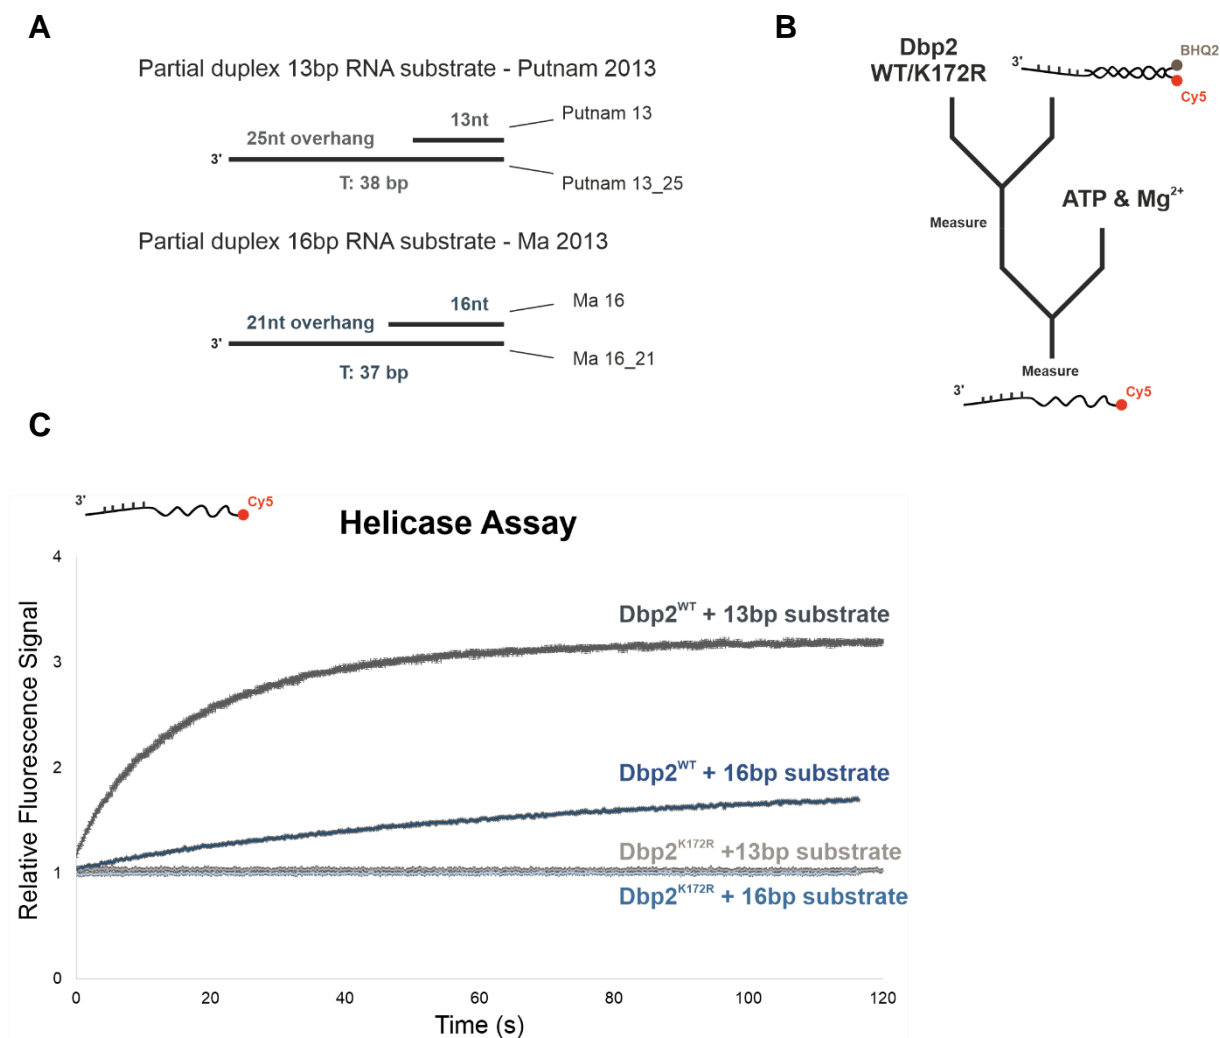 A
Partial duplex 13bp RNA substrate - Putnam 2013
13nt
Putnam 13
25nt overhang
3'
T: 38 bp
Putnam 13_25
Partial duplex 16bp RNA substrate - Ma 2013
16nt
Ma 16
21nt overhang
3'
T: 37 bp
Ma 16_21
B
Dbp2
WT/K172R
3'
BHQ2
Cy5
ATP & Mg²⁺
Measure
Measure
3'
Cy5
C
3'
Cy5
Helicase Assay
Relative Fluorescence Signal
4
3
2
1
0
Dbp2ᵂᵀ + 13bp substrate
Dbp2ᵂᵀ + 16bp substrate
Dbp2ᴷ¹⁷²ᴿ +13bp substrate
Dbp2ᴷ¹⁷²ᴿ + 16bp substrate
0 20 40 60 80 100 120
Time (s)